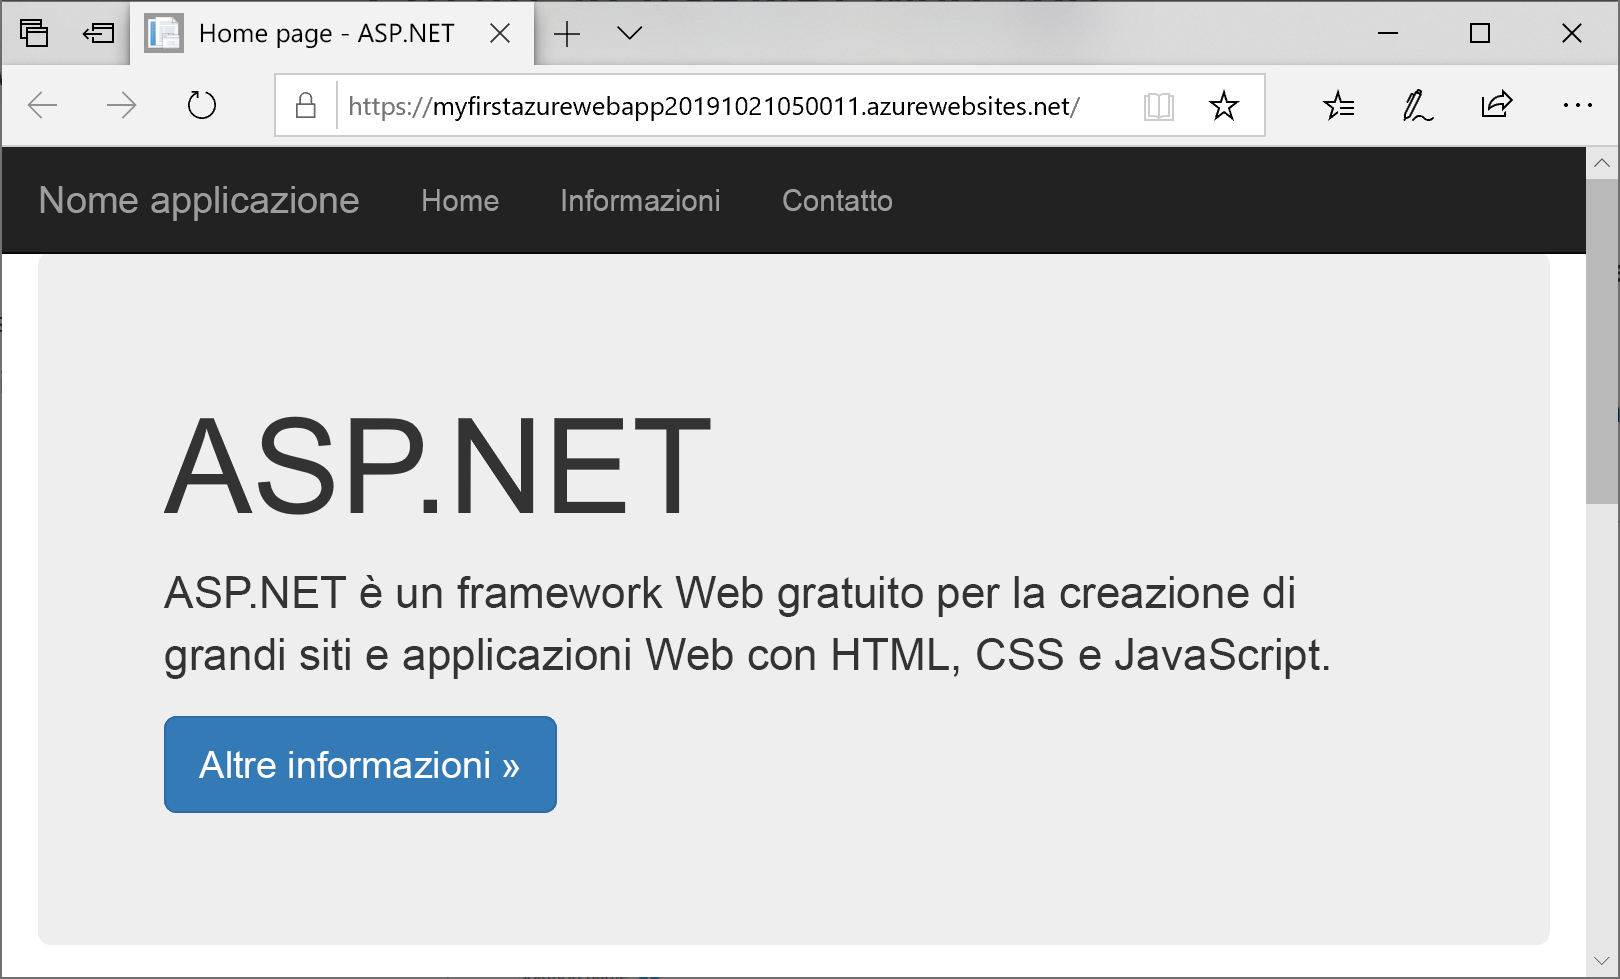 Home page - ASP.NET
https://myfirstazurewebapp20191021050011.azurewebsites.net/
Nome applicazione Home Informazioni Contatto
ASP.NET
ASP.NET è un framework Web gratuito per la creazione di
grandi siti e applicazioni Web con HTML, CSS e JavaScript.
Altre informazioni »